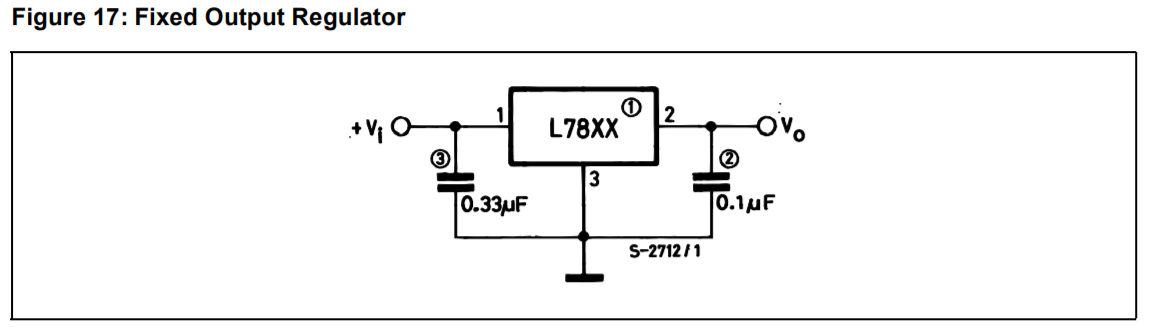 Figure 17: Fixed Output Regulator
+Vi
1
L78XX
①
2
Vo
③
②
3
0.33µF
0.1µF
S-2712/1